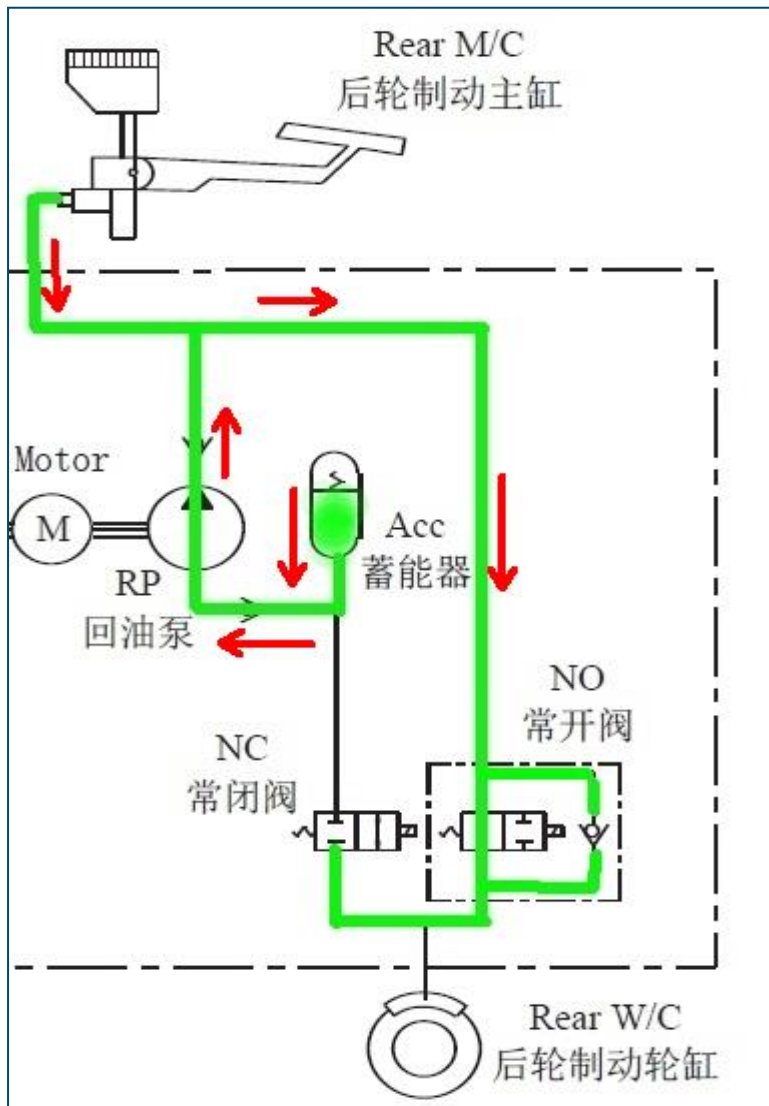 Rear M/C
后轮制动主缸
Motor
M
Acc
蓄能器
RP
回油泵
NO
常开阀
NC
常闭阀
Rear W/C
后轮制动轮缸